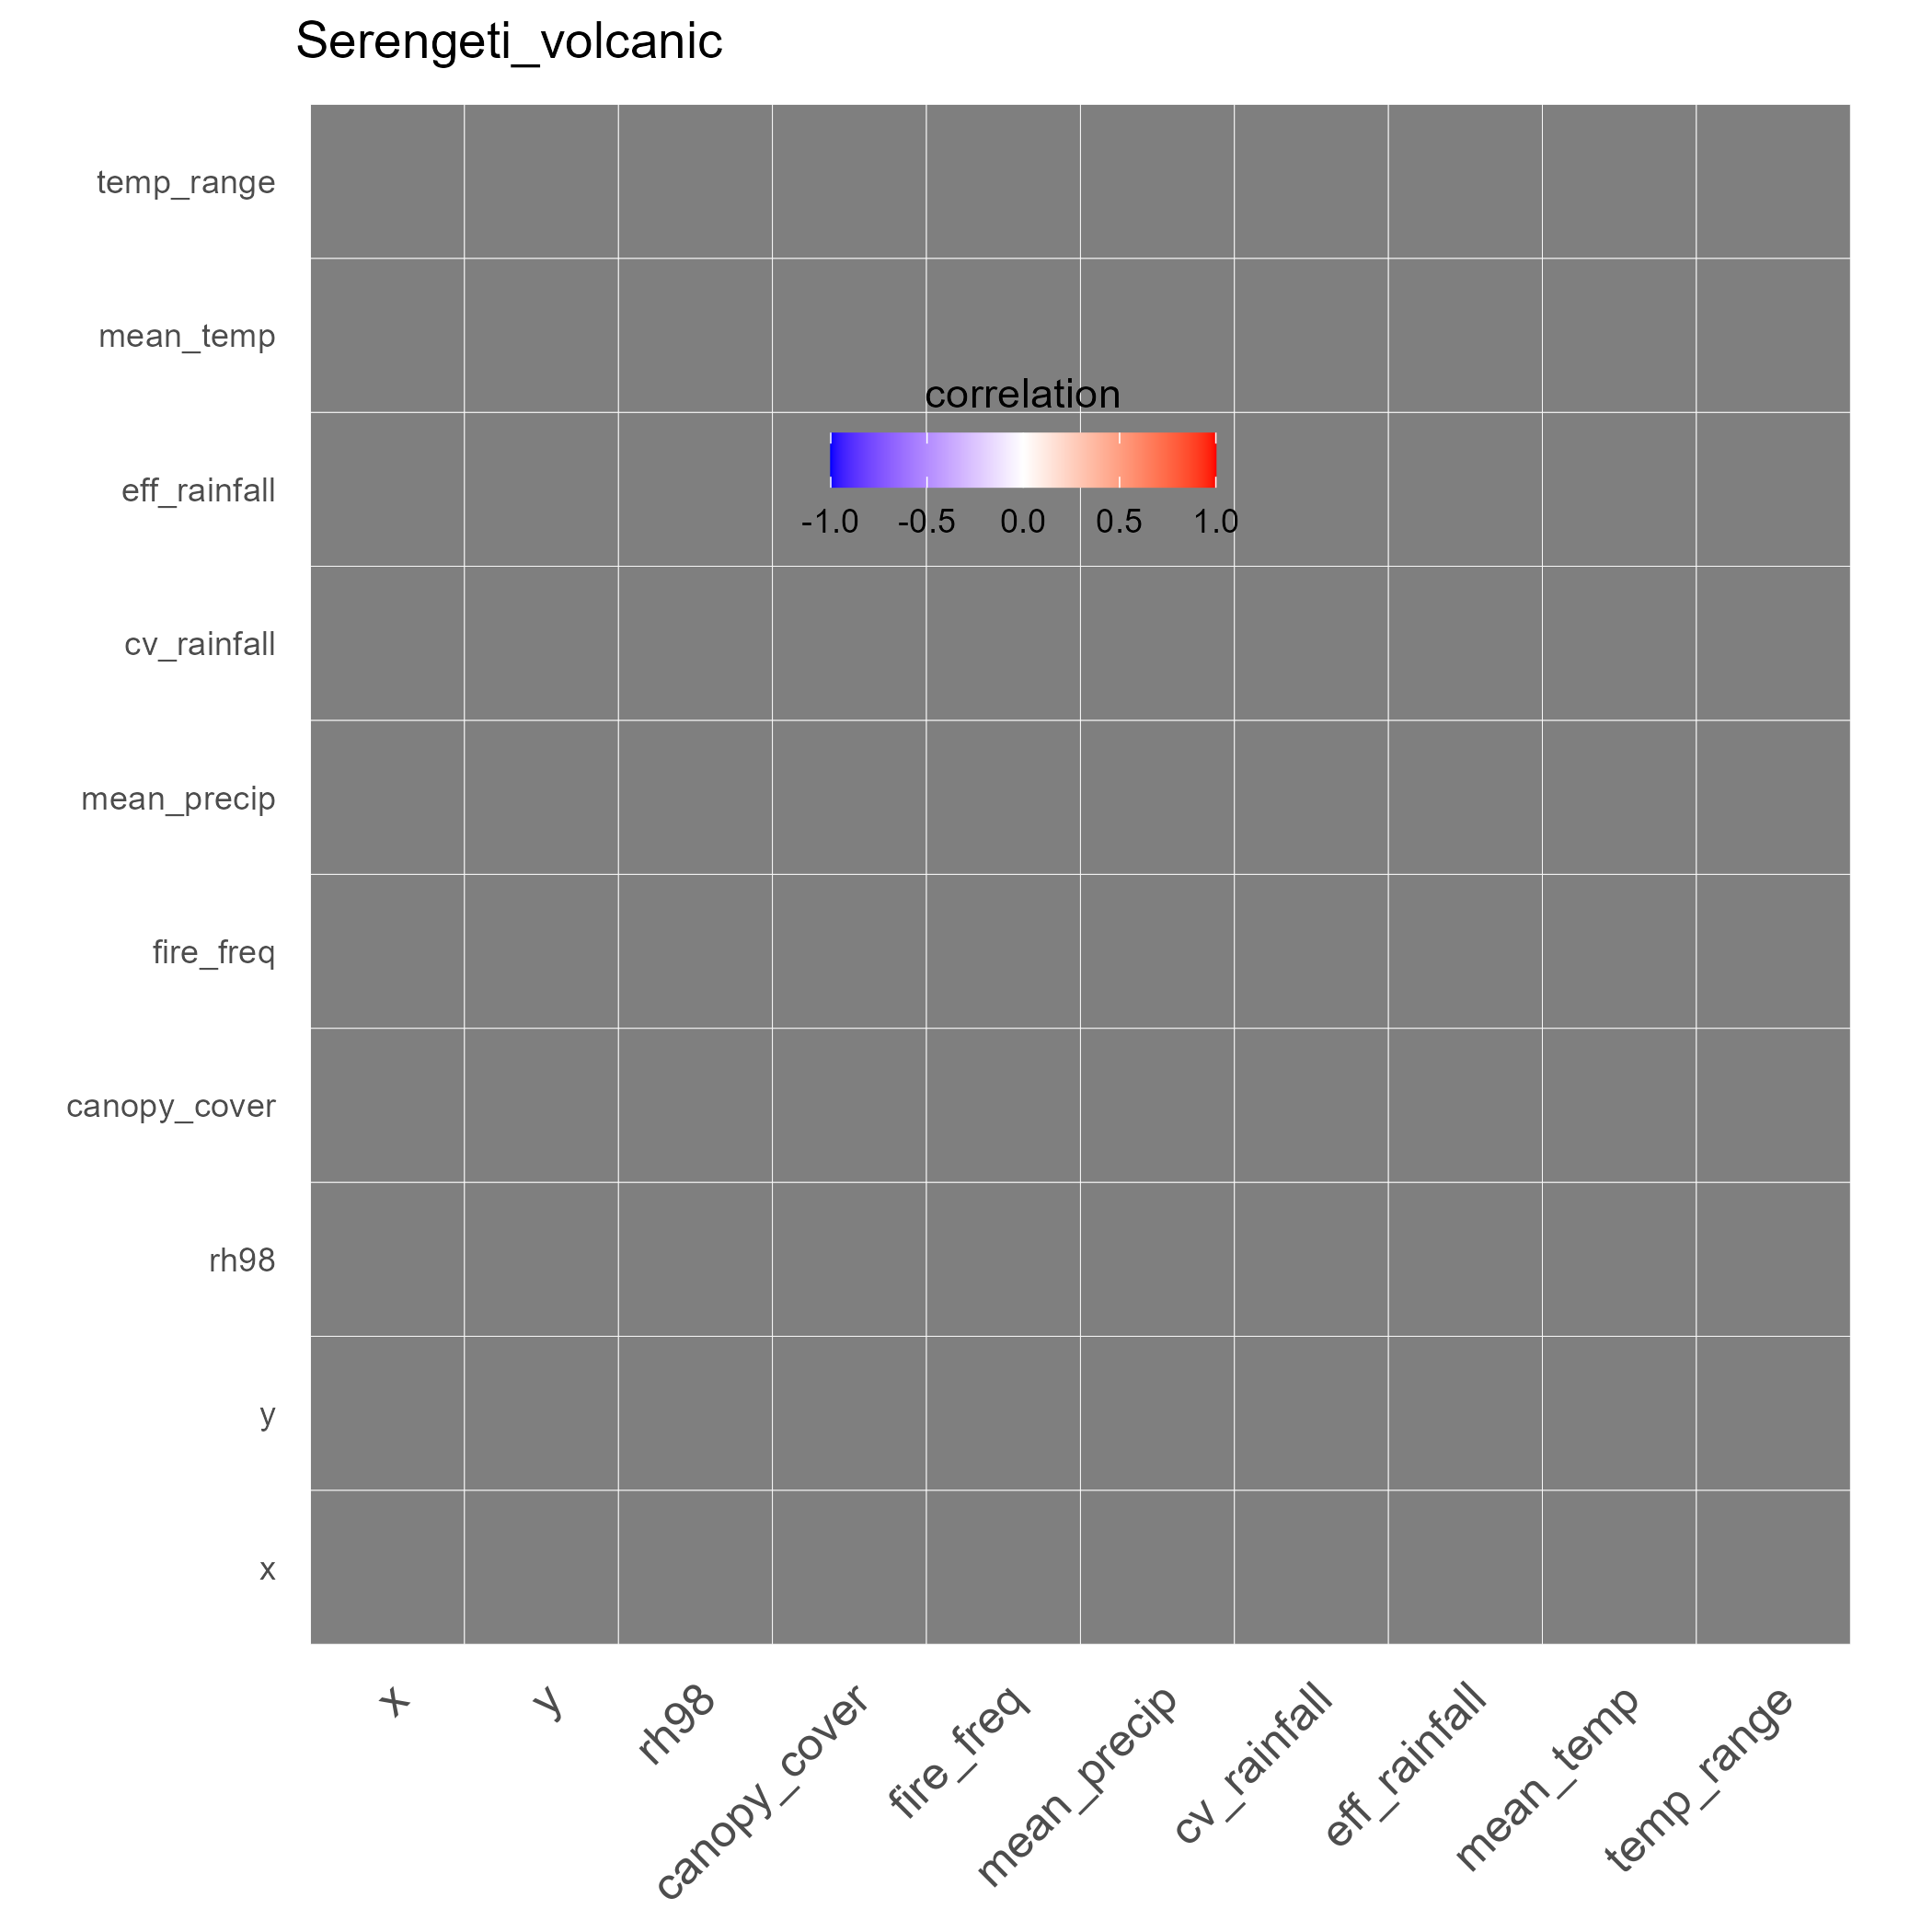 Serengeti_volcanic
temp_range
mean_temp
correlation
eff_rainfall
-1.0 -0.5 0.0 0.5 1.0
cv_rainfall
mean_precip
fire_freq
canopy_cover
rh98
y
x
x y rh98 canopy_cover fire_freq mean_precip cv_rainfall eff_rainfall mean_temp temp_range